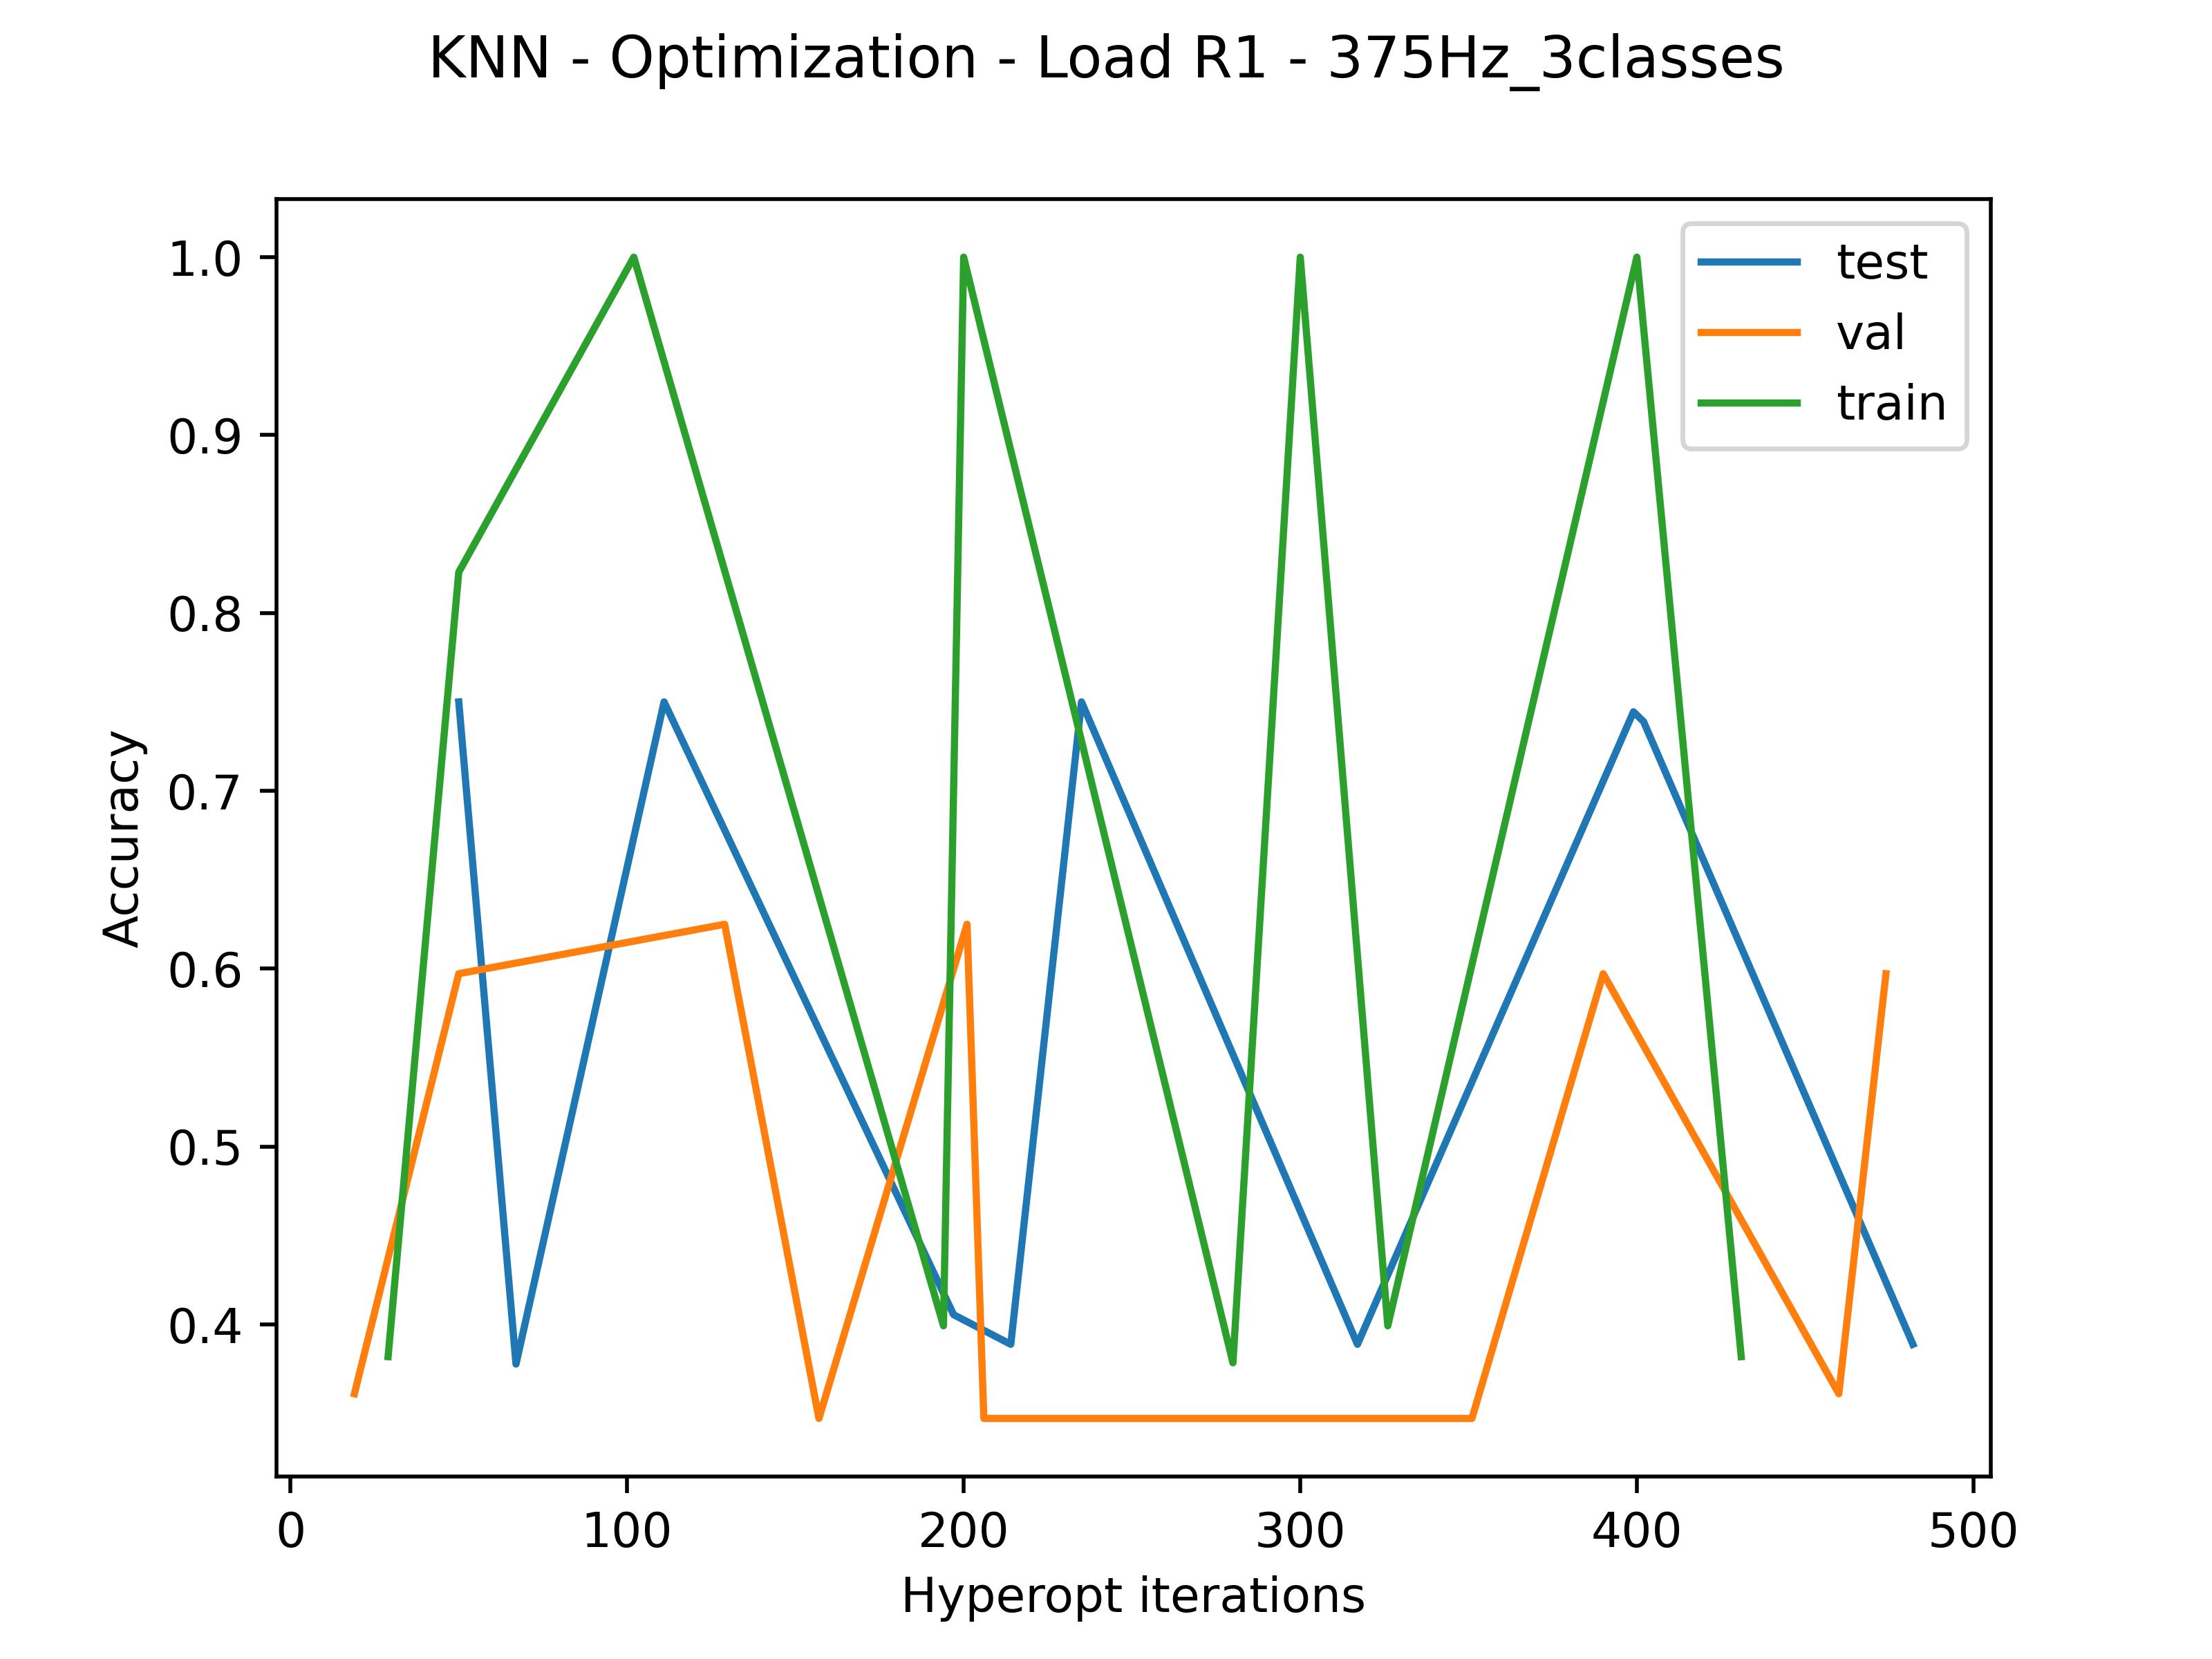 KNN - Optimization - Load R1 - 375Hz_3classes
test
val
train
1.0
0.9
0.8
0.7
0.6
0.5
0.4
Accuracy
0 100 200 300 400 500
Hyperopt iterations